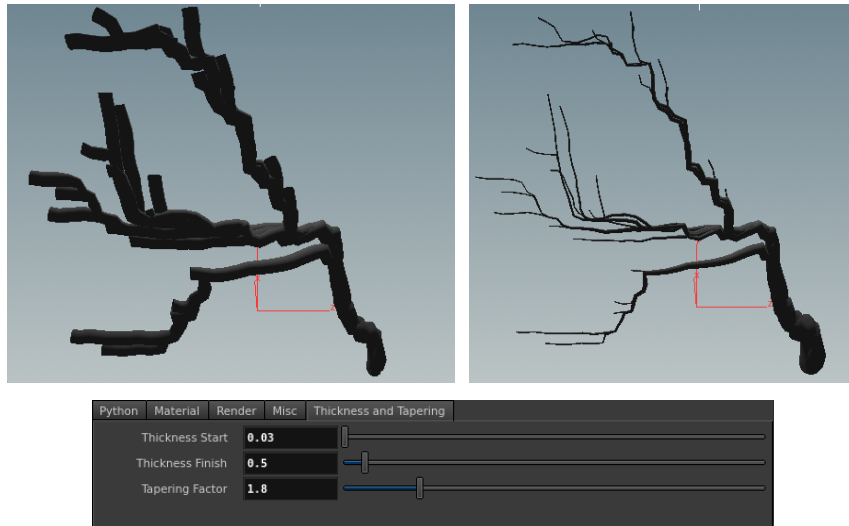 Python Material Render Misc Thickness and Tapering
Thickness Start 0.03
Thickness Finish 0.5
Tapering Factor 1.8